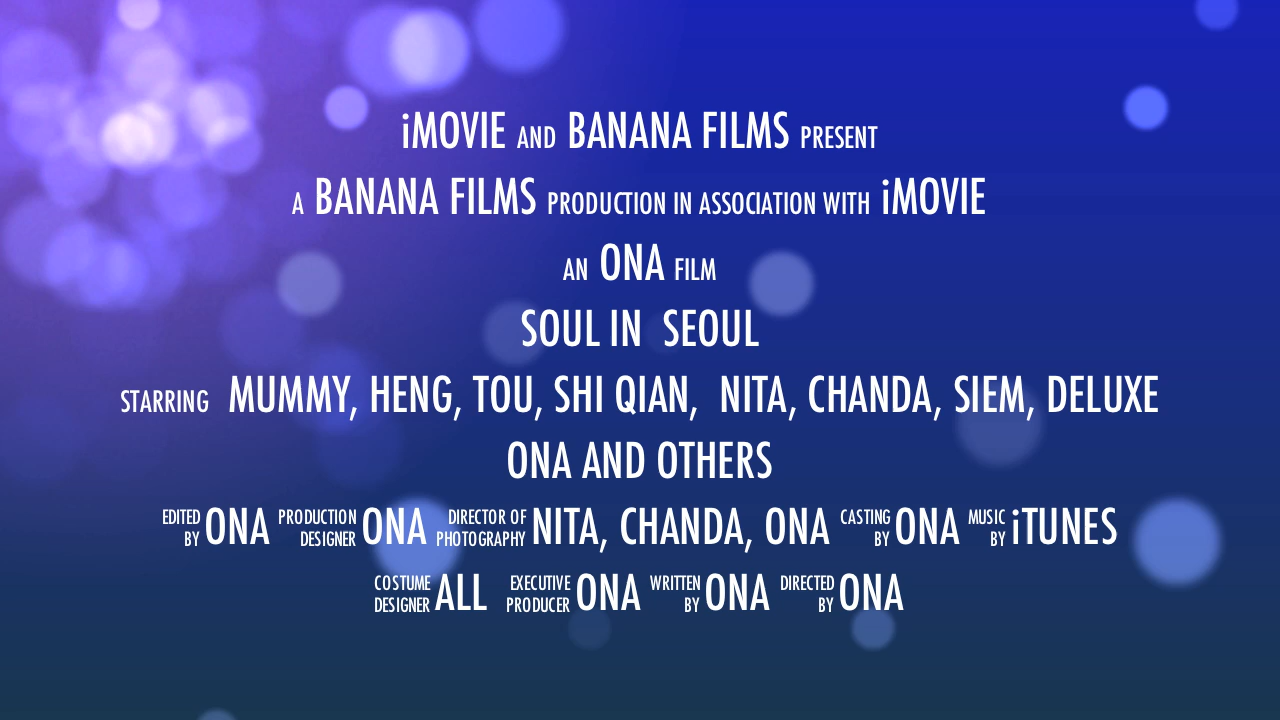 iMOVIE AND BANANA FILMS PRESENT
A BANANA FILMS PRODUCTION IN ASSOCIATION WITH iMOVIE
AN ONA FILM
SOUL IN SEOUL
STARRING MUMMY, HENG, TOU, SHI QIAN, NITA, CHANDA, SIEM, DELUXE
ONA AND OTHERS
EDITED BY ONA PRODUCTION DESIGNER ONA DIRECTOR OF PHOTOGRAPHY NITA, CHANDA, ONA CASTING BY ONA MUSIC BY iTUNES
COSTUME DESIGNER ALL EXECUTIVE PRODUCER ONA WRITTEN BY ONA DIRECTED BY ONA